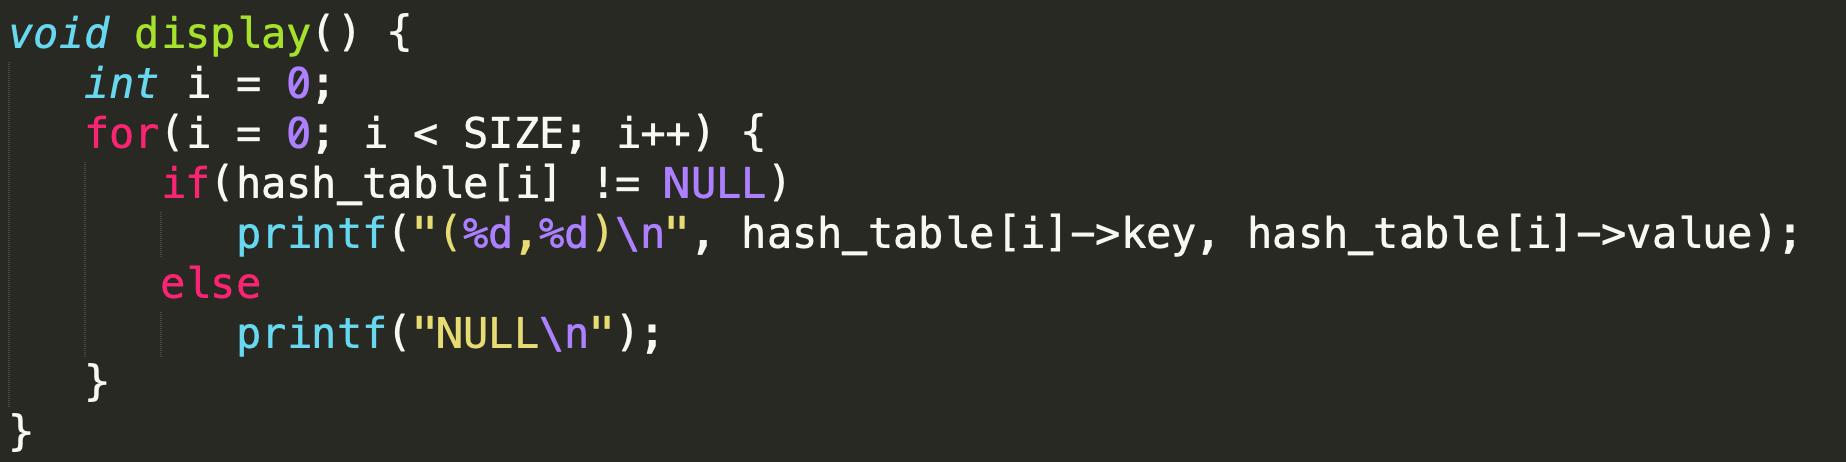 void display() {
   int i = 0;
   for(i = 0; i < SIZE; i++) {
      if(hash_table[i] != NULL)
         printf("(%d,%d)\n", hash_table[i]->key, hash_table[i]->value);
      else
         printf("NULL\n");
   }
}